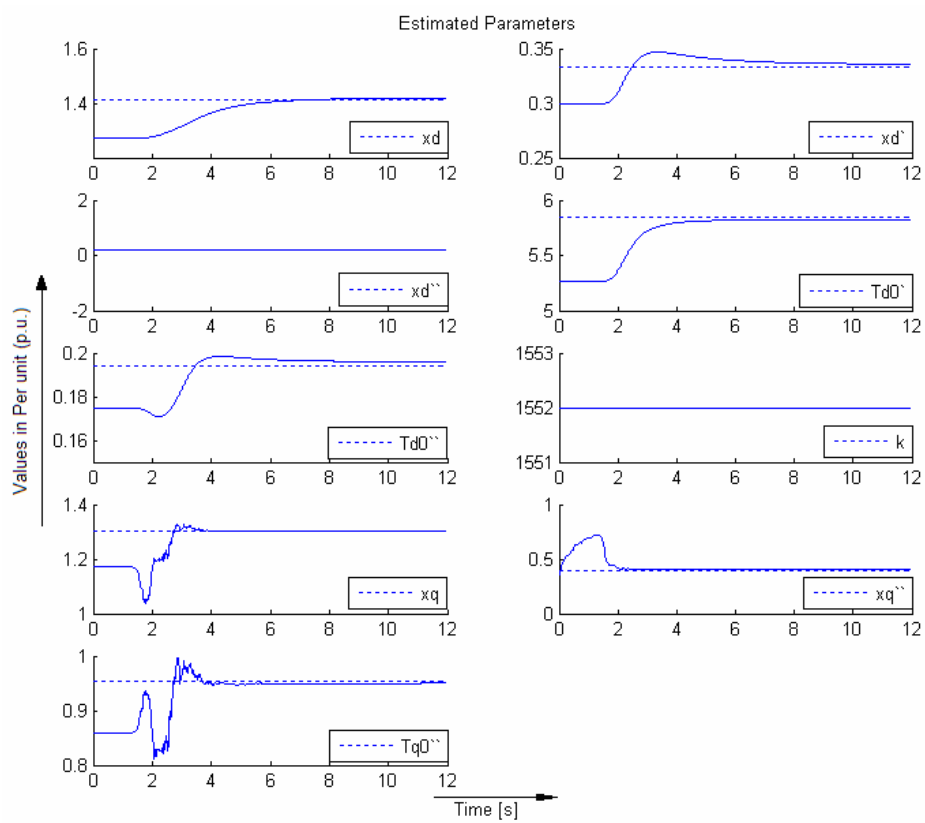 Estimated Parameters
1.6
1.4
0 2 4 6 8 10 12
xd
0.35
0.3
0.25
0 2 4 6 8 10 12
xd`
2
0
-2
0 2 4 6 8 10 12
xd``
6
5.5
5
0 2 4 6 8 10 12
Td0`
0.2
0.18
0.16
0 2 4 6 8 10 12
Td0``
1553
1552
1551
0 2 4 6 8 10 12
k
1.4
1.2
1
0 2 4 6 8 10 12
xq
1
0.5
0
0 2 4 6 8 10 12
xq``
1
0.9
0.8
0 2 4 6 8 10 12
Tq0``
Values in Per unit (p.u.)
Time [s]